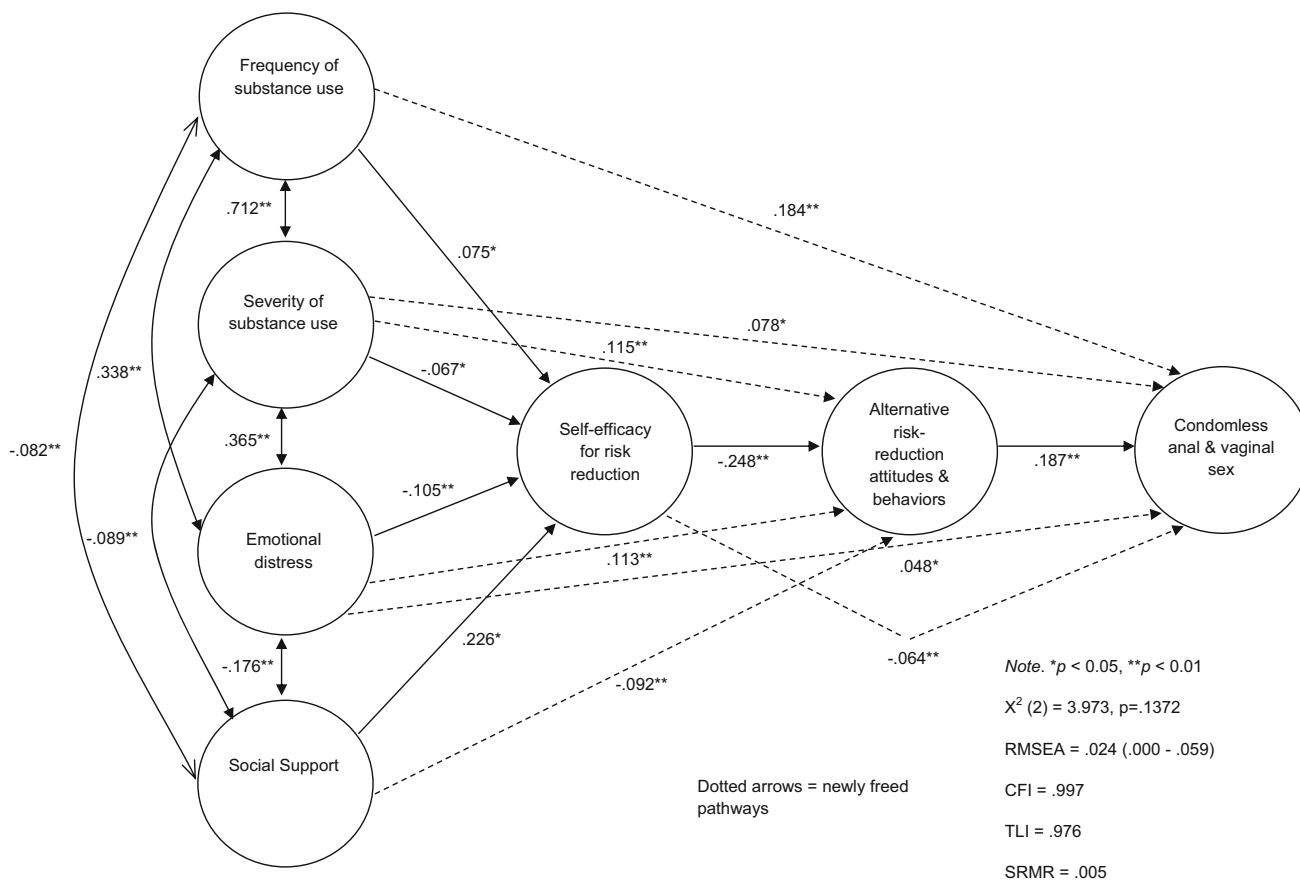 Frequency of
substance use
.184**
.712**
.075*
Severity of
substance use
.078*
.115**
-.067*
.338**
-.082**
.365**
Self-efficacy
for risk
reduction
-.248**
Alternative
risk-
reduction
attitudes &
behaviors
.187**
Condomless
anal & vaginal
sex
-.105**
-.089**
Emotional
distress
.113**
.048*
.226*
-.064**
-.176**
-.092**
Social Support
Dotted arrows = newly freed
pathways
Note. *p < 0.05, **p < 0.01
X² (2) = 3.973, p=.1372
RMSEA = .024 (.000 - .059)
CFI = .997
TLI = .976
SRMR = .005